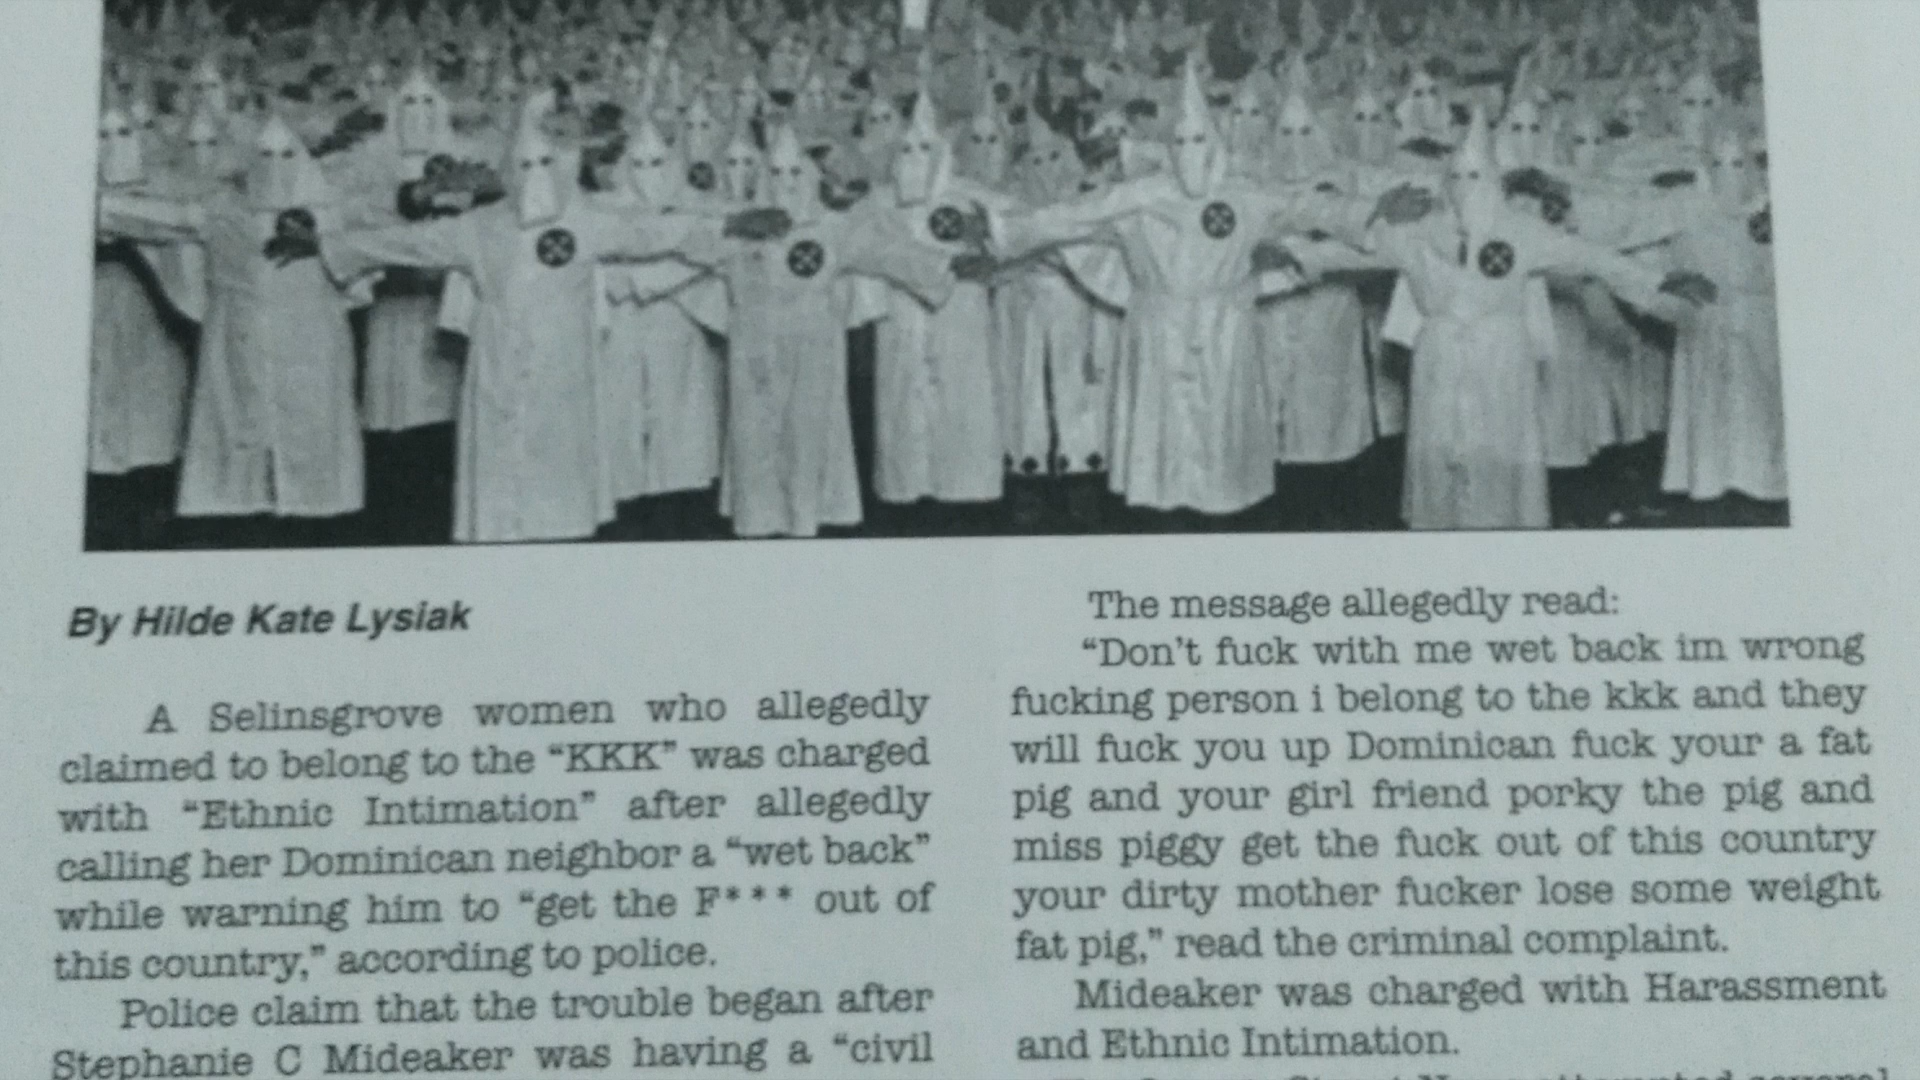 By Hilde Kate Lysiak
A Selinsgrove women who allegedly
claimed to belong to the “KKK” was charged
with “Ethnic Intimation” after allegedly
calling her Dominican neighbor a “wet back”
while warning him to “get the F*** out of
this country,” according to police.
Police claim that the trouble began after
Stephanie C Mideaker was having a “civil
The message allegedly read:
“Don't fuck with me wet back im wrong
fucking person i belong to the kkk and they
will fuck you up Dominican fuck your a fat
pig and your girl friend porky the pig and
miss piggy get the fuck out of this country
your dirty mother fucker lose some weight
fat pig,” read the criminal complaint.
Mideaker was charged with Harassment
and Ethnic Intimation.